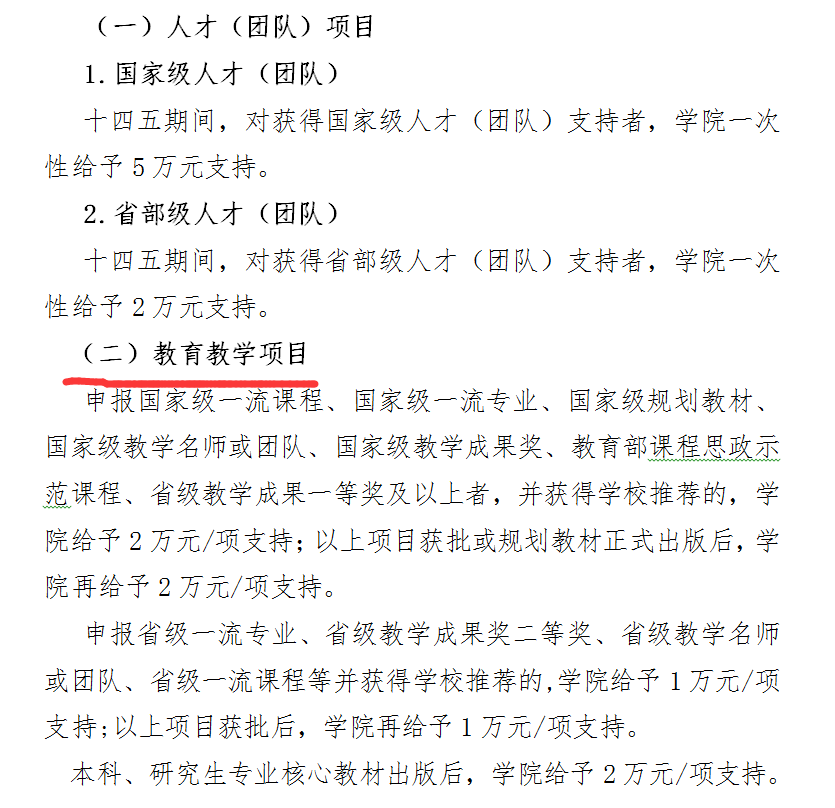 （一）人才（团队）项目
1.国家级人才（团队）
十四五期间，对获得国家级人才（团队）支持者，学院一次
性给予5万元支持。
2.省部级人才（团队）
十四五期间，对获得省部级人才（团队）支持者，学院一次
性给予2万元支持。
（二）教育教学项目
申报国家级一流课程、国家级一流专业、国家级规划教材、
国家级教学名师或团队、国家级教学成果奖、教育部课程思政示
范课程、省级教学成果一等奖及以上者，并获得学校推荐的，学
院给予2万元/项支持；以上项目获批或规划教材正式出版后，学
院再给予2万元/项支持。
申报省级一流专业、省级教学成果奖二等奖、省级教学名师
或团队、省级一流课程等并获得学校推荐的,学院给予1万元/项
支持;以上项目获批后，学院再给予1万元/项支持。
本科、研究生专业核心教材出版后，学院给予2万元/项支持。